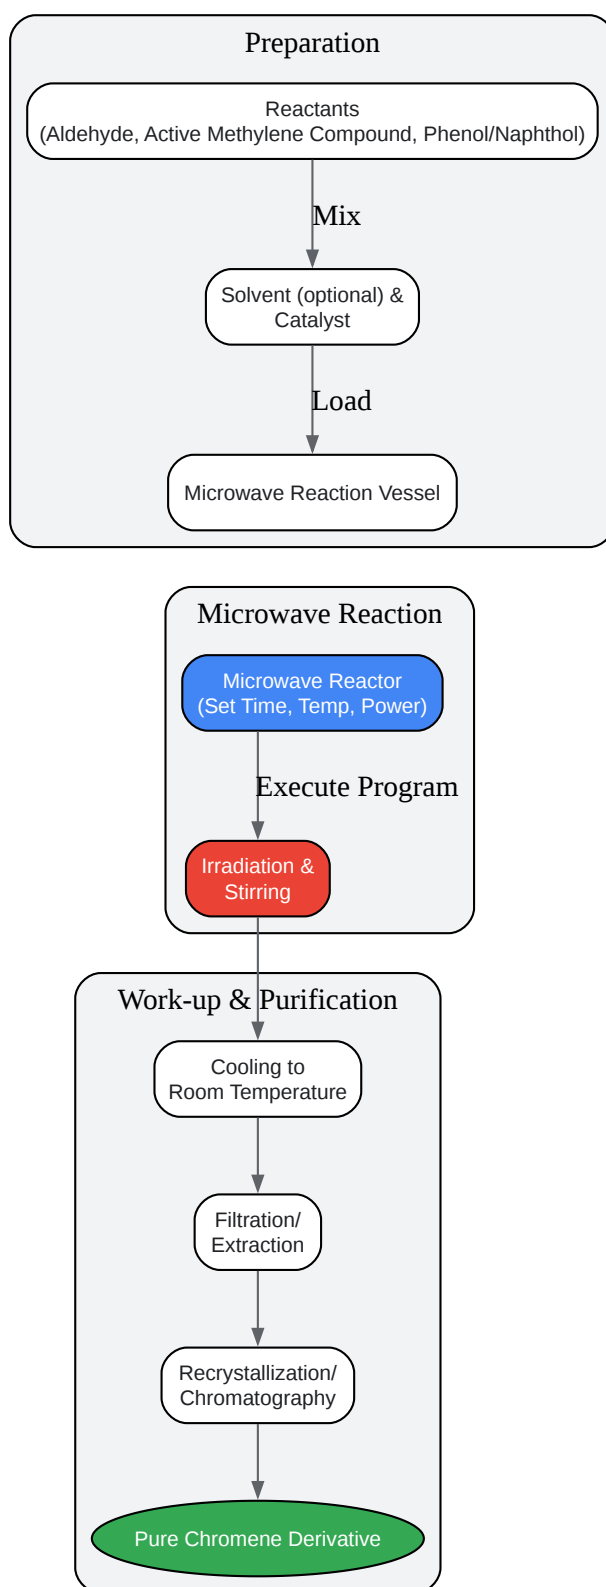 Preparation
Reactants
(Aldehyde, Active Methylene Compound, Phenol/Naphthol)
Mix
Solvent (optional) &
Catalyst
Load
Microwave Reaction Vessel
Microwave Reaction
Microwave Reactor
(Set Time, Temp, Power)
Execute Program
Irradiation &
Stirring
Work-up & Purification
Cooling to
Room Temperature
Filtration/
Extraction
Recrystallization/
Chromatography
Pure Chromene Derivative